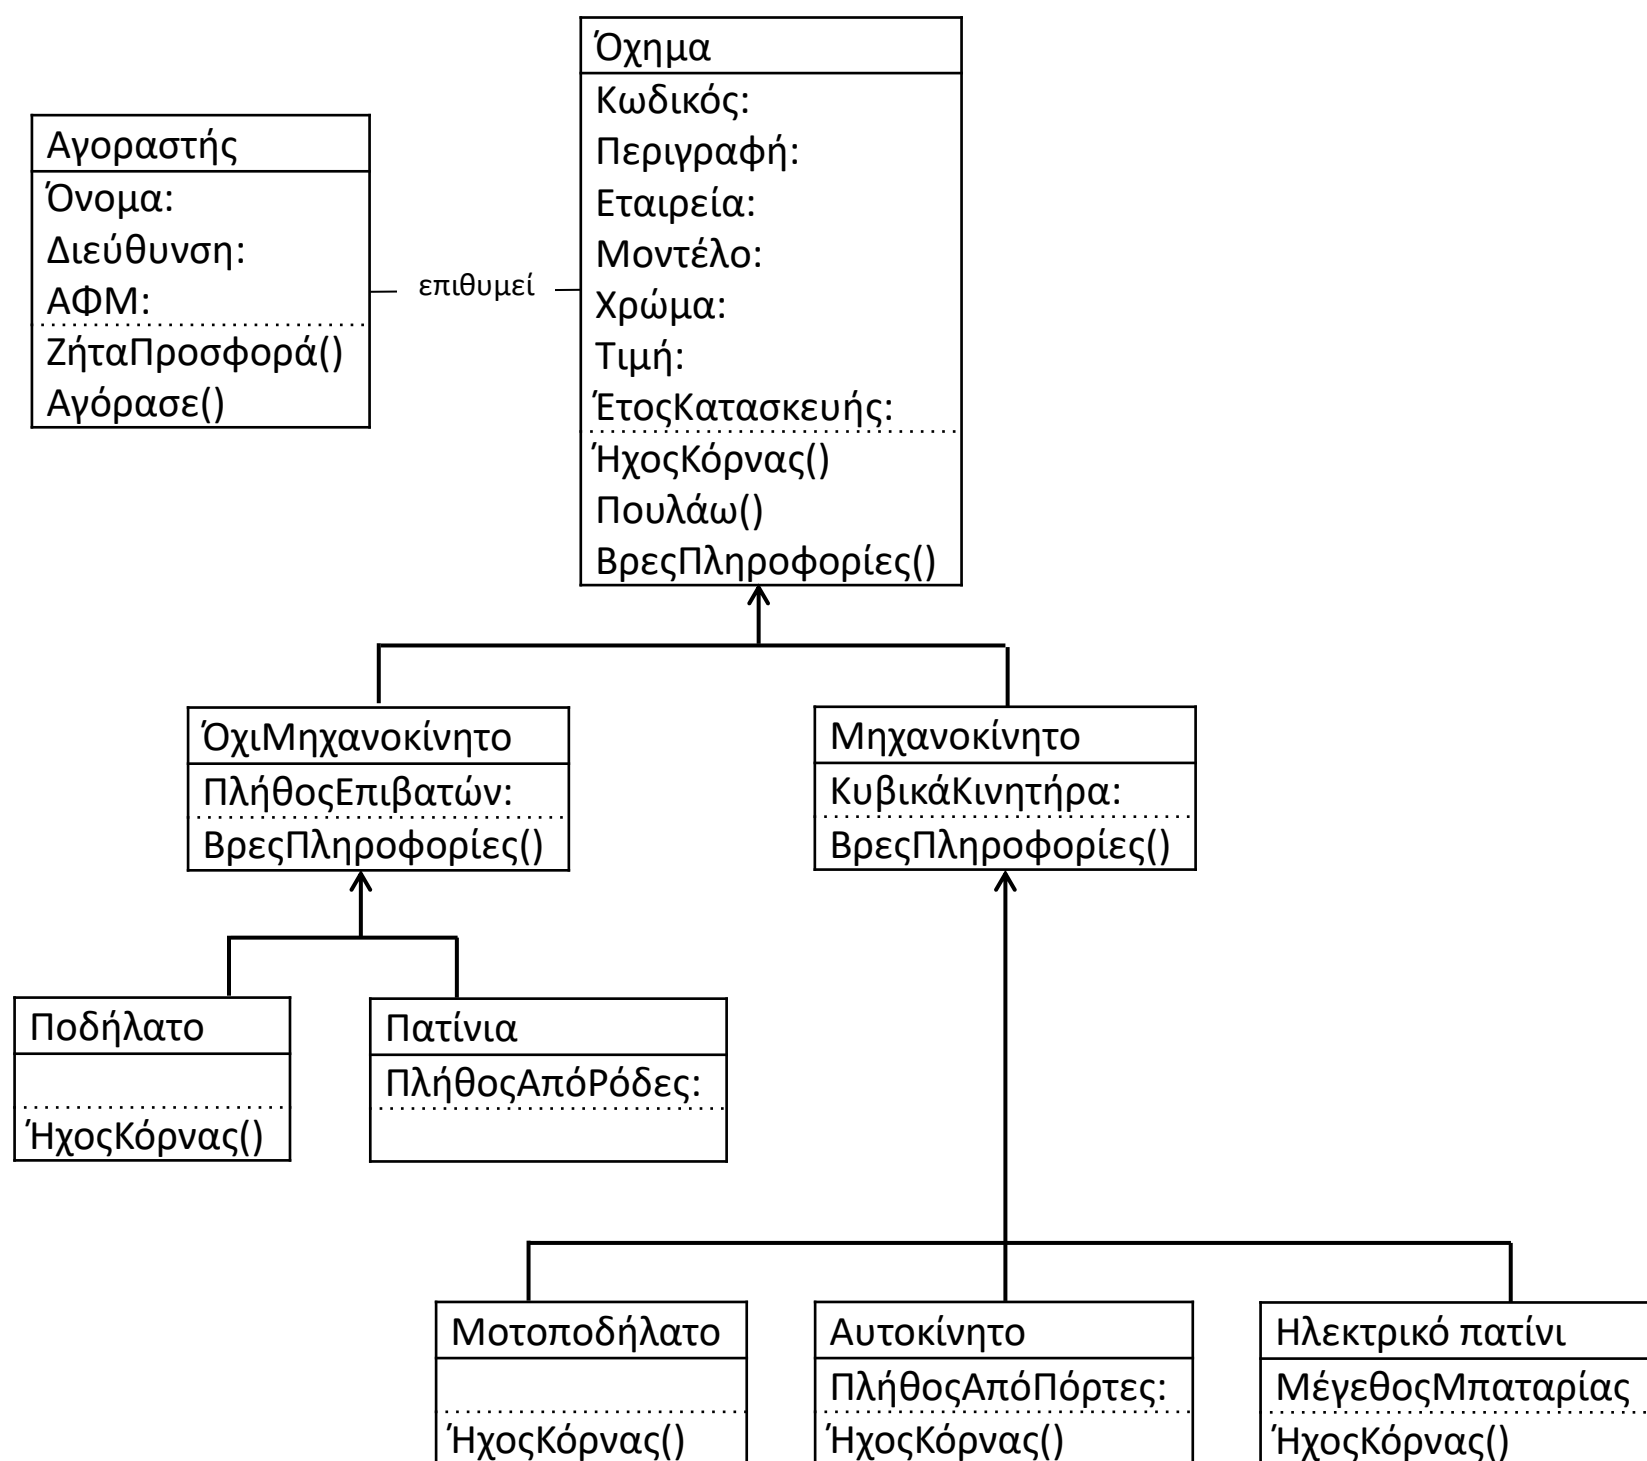 Όχημα
Κωδικός:
Περιγραφή:
Εταιρεία:
Μοντέλο:
Χρώμα:
Τιμή:
ΈτοςΚατασκευής:
ΉχοςΚόρνας()
Πουλάω()
ΒρεςΠληροφορίες()
Αγοραστής
Όνομα:
Διεύθυνση:
ΑΦΜ:
ΖήταΠροσφορά()
Αγόρασε()
επιθυμεί
ΌχιΜηχανοκίνητο
ΠλήθοςΕπιβατών:
ΒρεςΠληροφορίες()
Μηχανοκίνητο
ΚυβικάΚινητήρα:
ΒρεςΠληροφορίες()
Ποδήλατο
ΉχοςΚόρνας()
Πατίνια
ΠλήθοςΑπόΡόδες:
Μοτοποδήλατο
ΉχοςΚόρνας()
Αυτοκίνητο
ΠλήθοςΑπόΠόρτες:
ΉχοςΚόρνας()
Ηλεκτρικό πατίνι
ΜέγεθοςΜπαταρίας
ΉχοςΚόρνας()